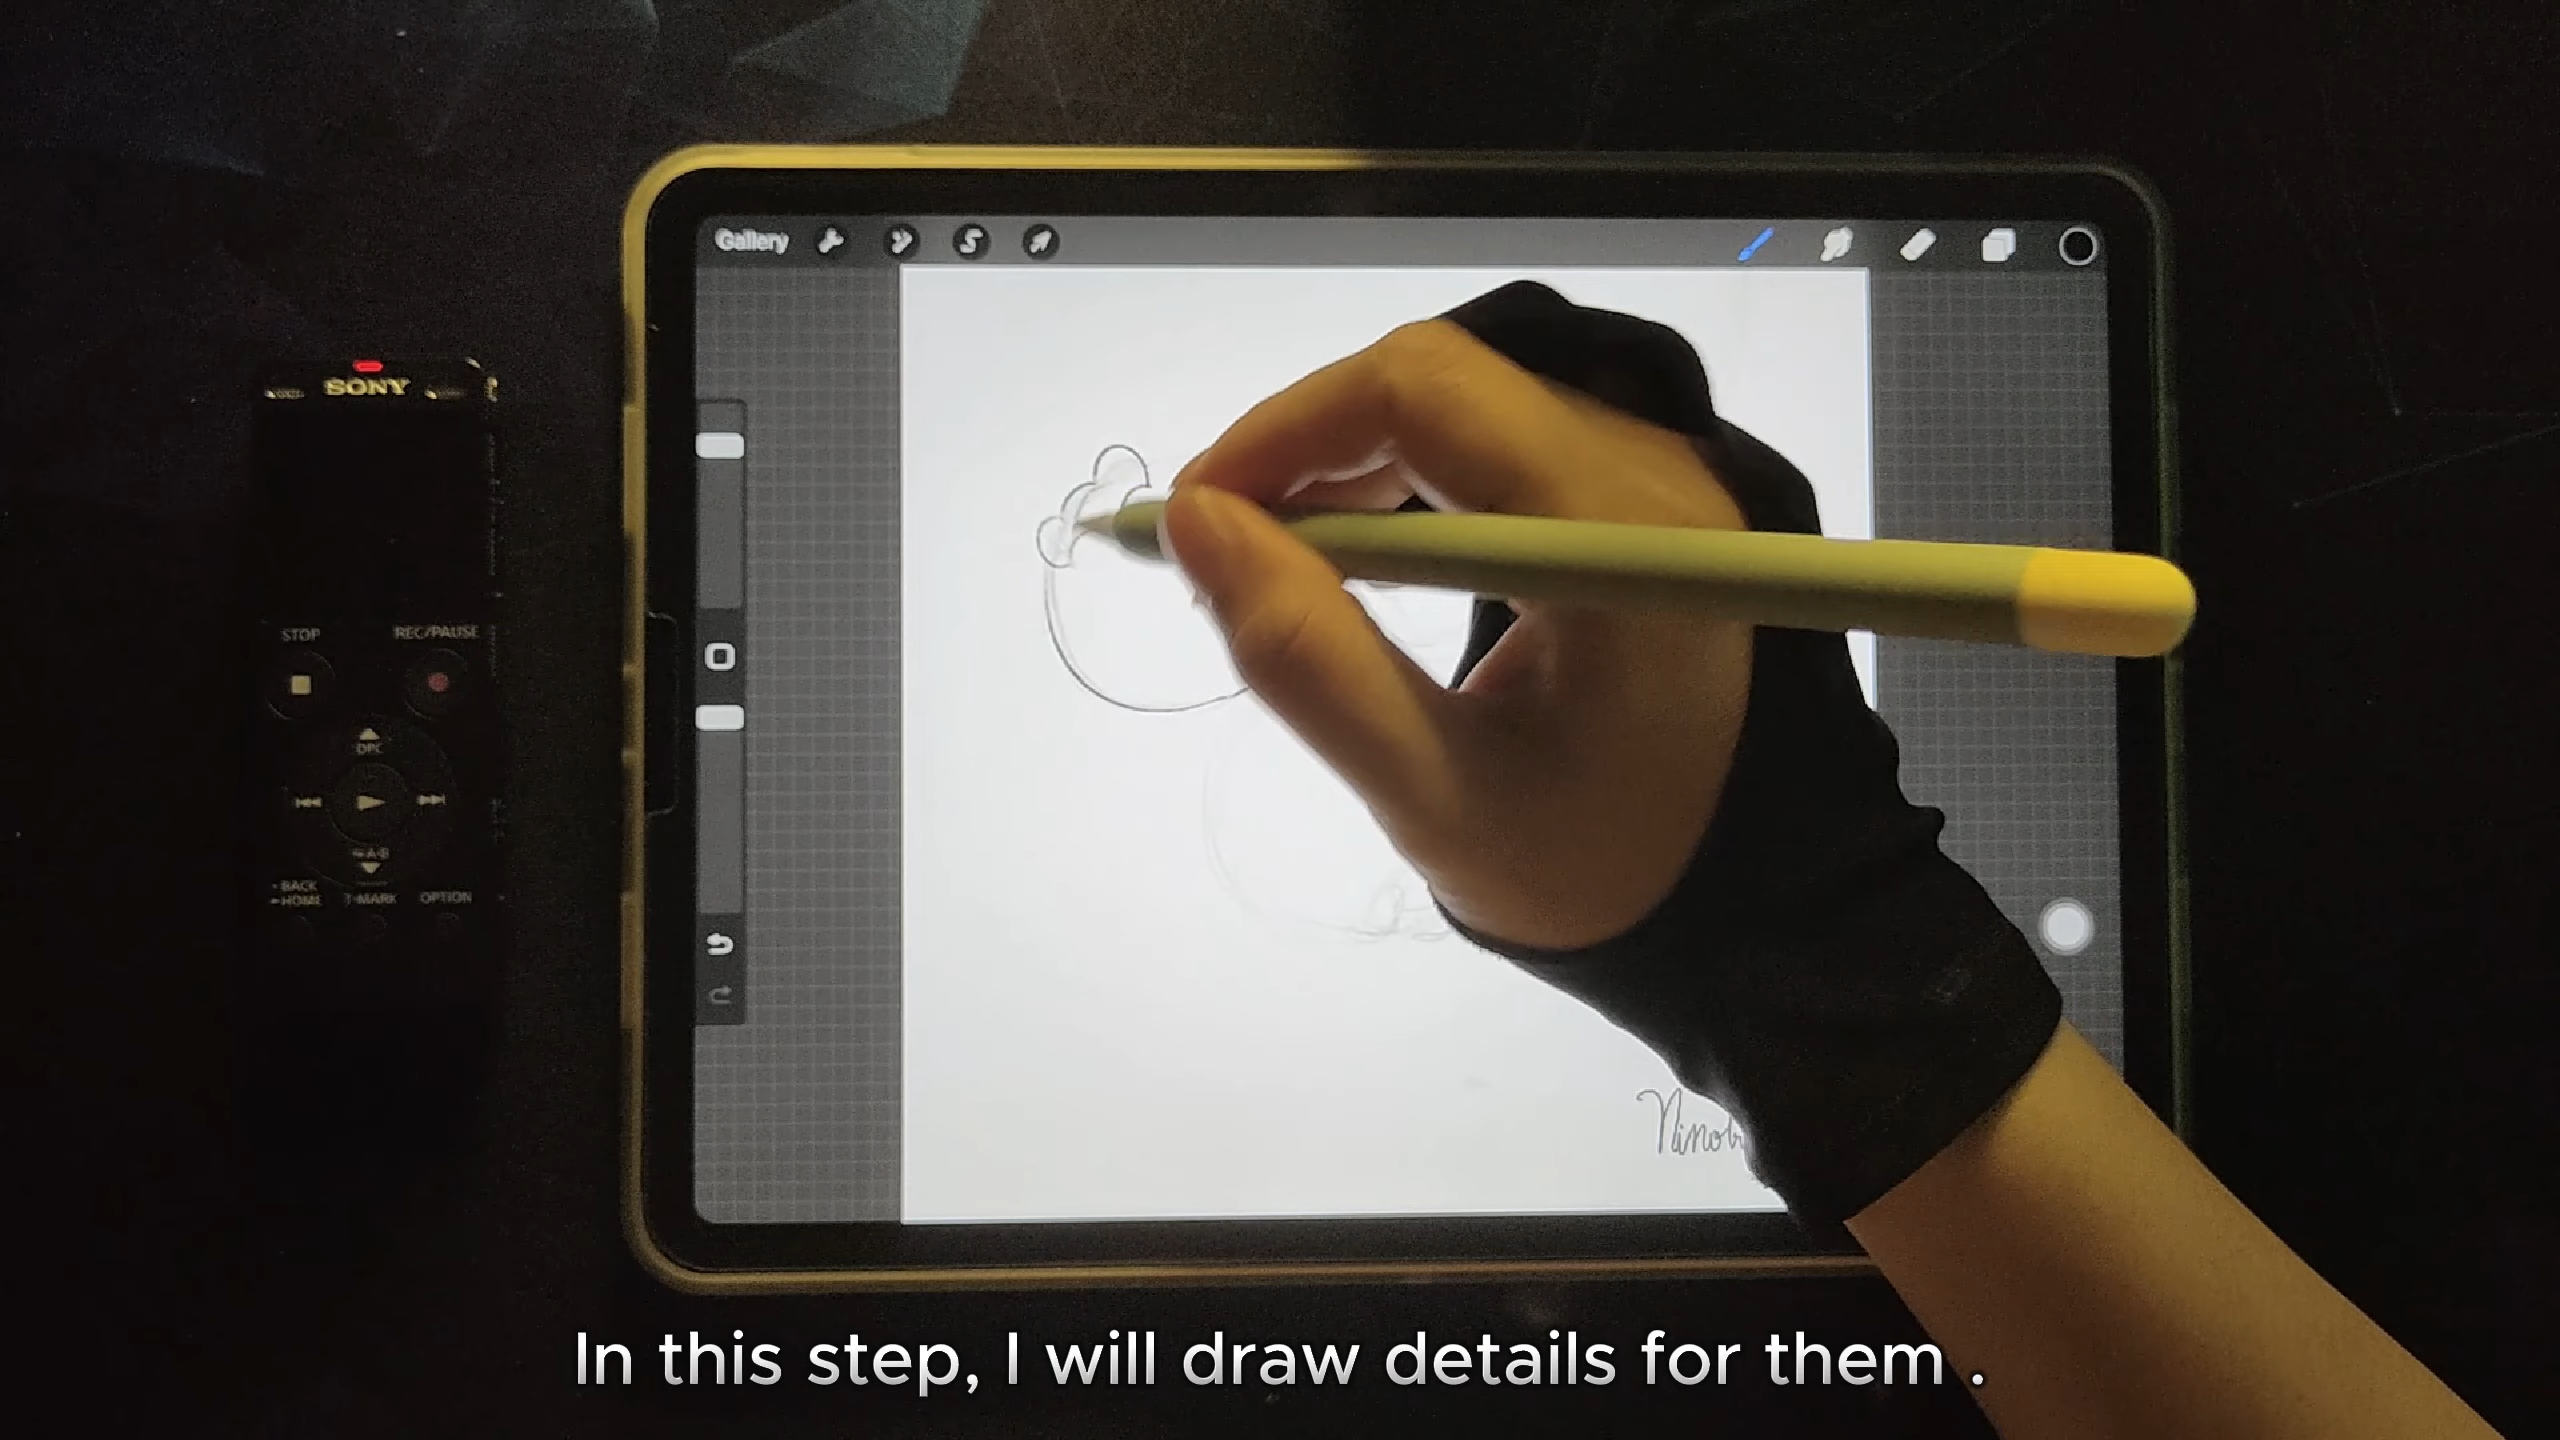 Gallery
SONY
STOP REC/PAUSE
DPC
A-B
BACK
HOME T-MARK OPTION
In this step, I will draw details for them .